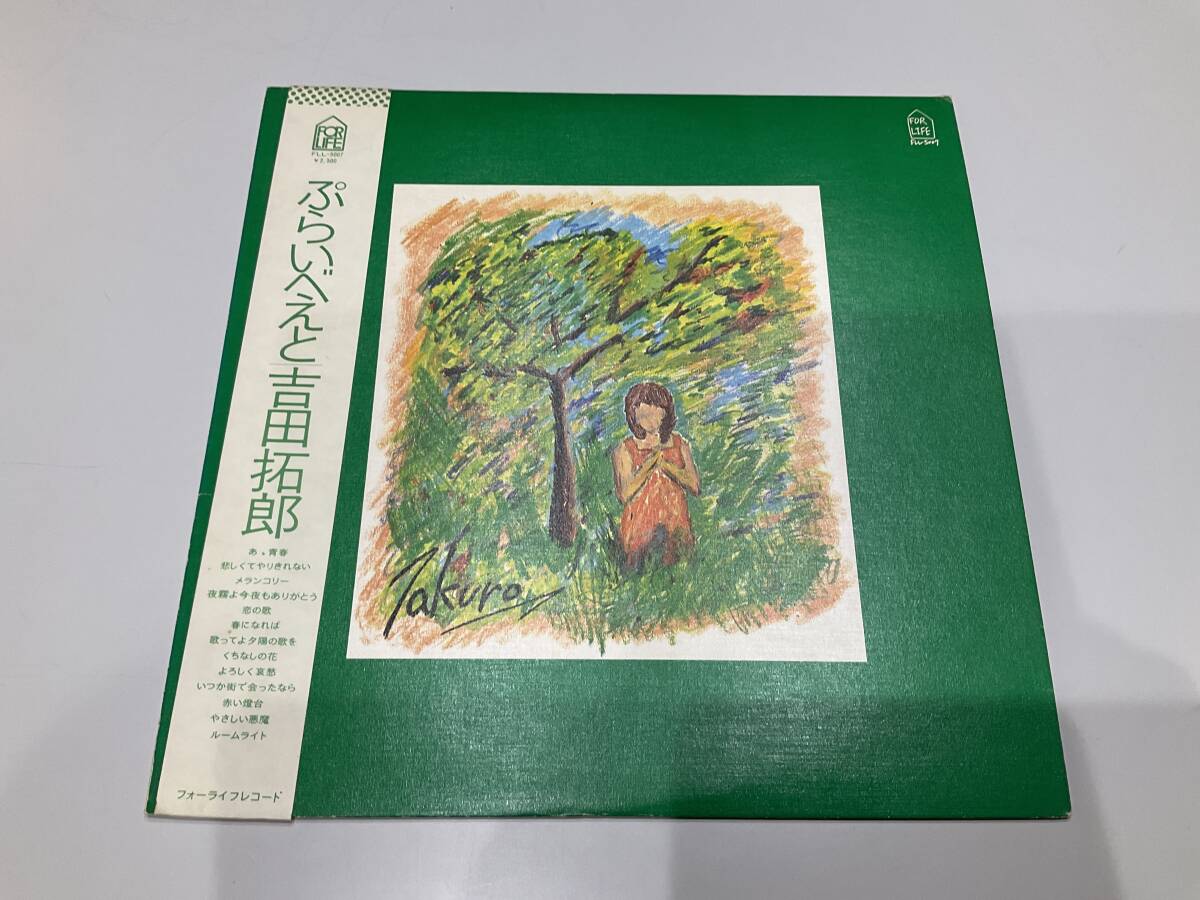 FOR
LIFE
FLL-5007
¥2,500
ぷらいべえと
吉田拓郎
あゝ青春
悲しくてやりきれない
メランコリー
夜霧よ今夜もありがとう
恋の歌
春になれば
歌ってよ夕陽の歌を
くちなしの花
よろしく哀愁
いつか街で会ったなら
赤い燈台
やさしい悪魔
ルームライト
フォーライフレコード
FOR
LIFE
FLL-5007
Takuro